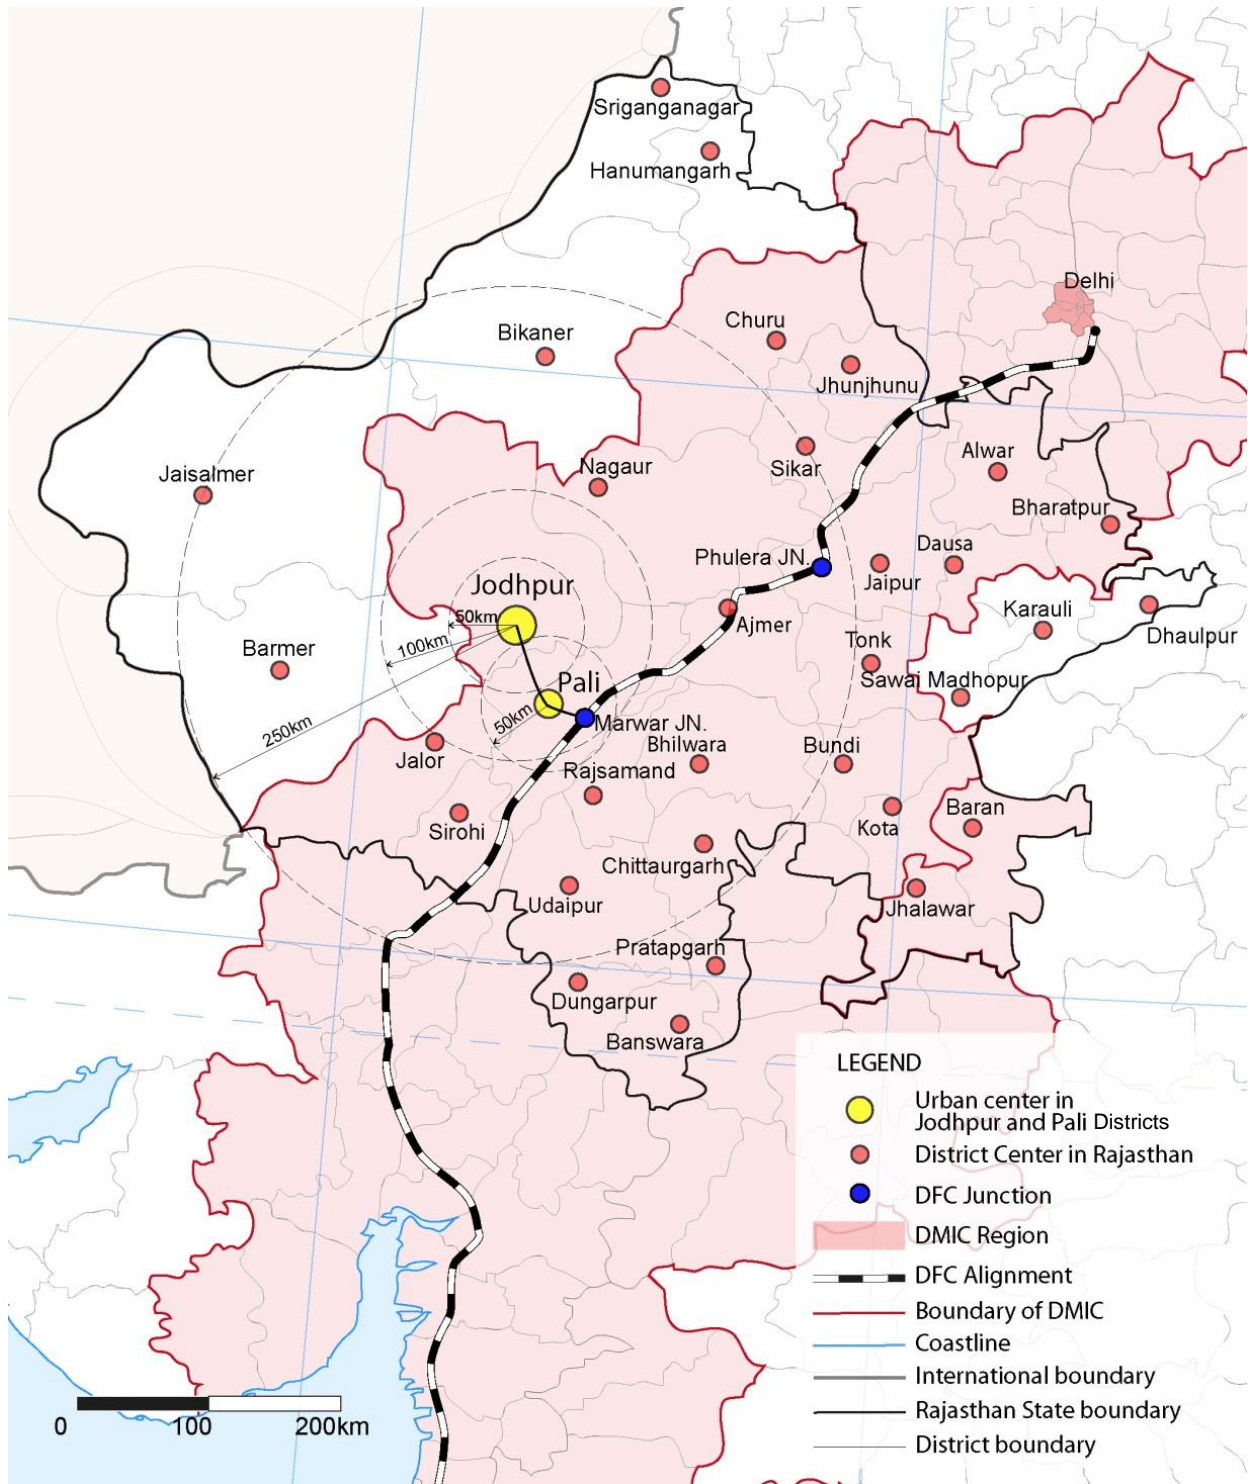 Sriganganagar
Hanumangarh
Delhi
Churu
Bikaner
Jhunjhunu
Nagaur
Sikar
Alwar
Jaisalmer
Bharatpur
Phulera JN.
Dausa
Jaipur
Jodhpur
50km
Karauli
Ajmer
Dhaulpur
100km
Tonk
Barmer
Sawai Madhopur
Pali
50km
250km
Marwar JN.
Bhilwara
Bundi
Jalor
Rajsamand
Baran
Kota
Sirohi
Chittaurgarh
Udaipur
Jhalawar
Pratapgarh
Dungarpur
Banswara
LEGEND
Urban center in
Jodhpur and Pali Districts
District Center in Rajasthan
DFC Junction
DMIC Region
DFC Alignment
Boundary of DMIC
Coastline
International boundary
Rajasthan State boundary
District boundary
0 100 200km